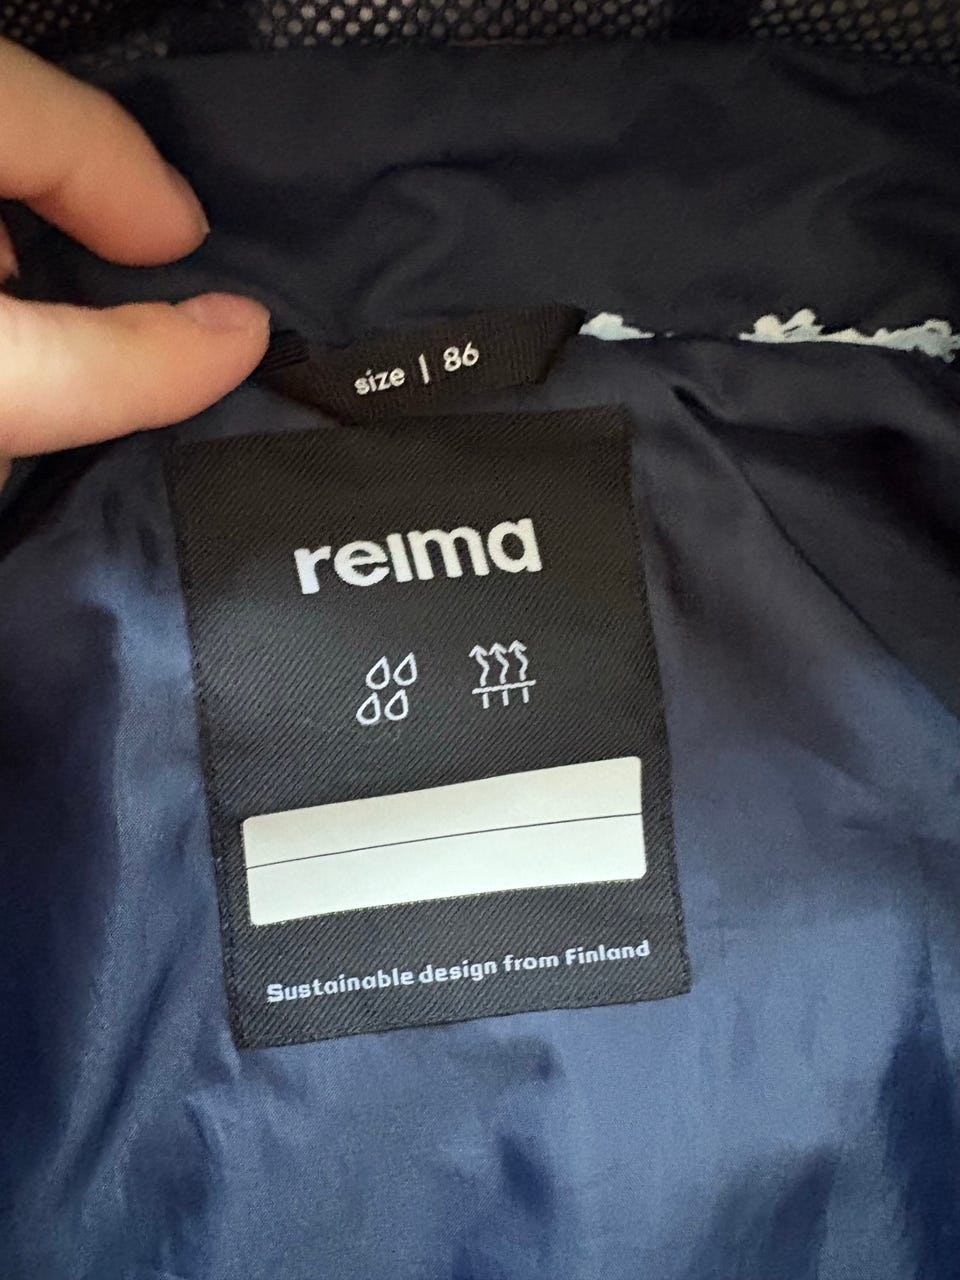 size | 86
reima
Sustainable design from Finland